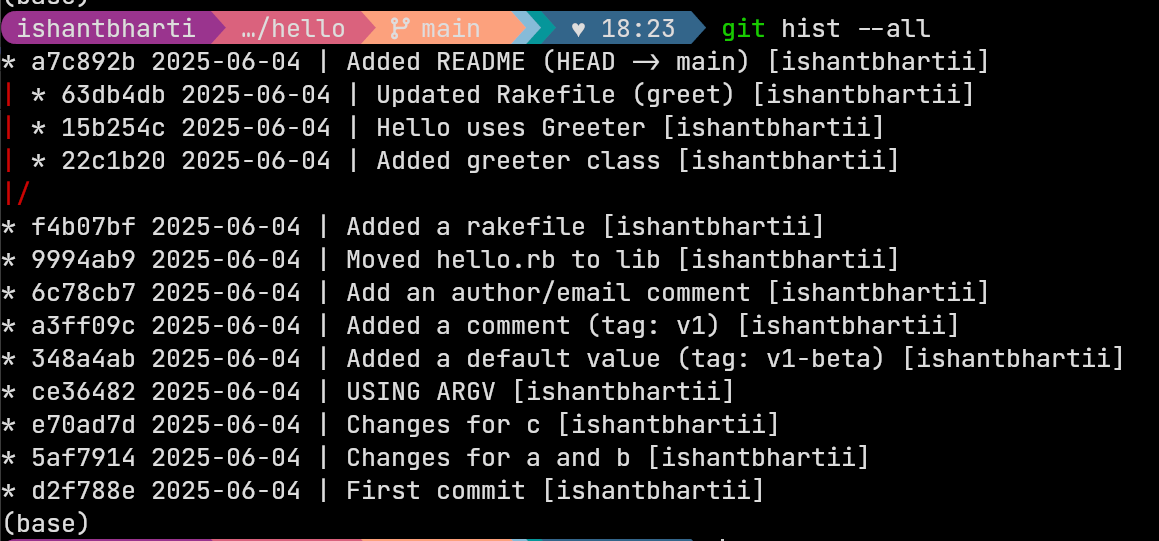 (base)
ishantbharti …/hello main ♥ 18:23 git hist --all
* a7c892b 2025-06-04 | Added README (HEAD -> main) [ishantbhartii]
| * 63db4db 2025-06-04 | Updated Rakefile (greet) [ishantbhartii]
| * 15b254c 2025-06-04 | Hello uses Greeter [ishantbhartii]
| * 22c1b20 2025-06-04 | Added greeter class [ishantbhartii]
|/
* f4b07bf 2025-06-04 | Added a rakefile [ishantbhartii]
* 9994ab9 2025-06-04 | Moved hello.rb to lib [ishantbhartii]
* 6c78cb7 2025-06-04 | Add an author/email comment [ishantbhartii]
* a3ff09c 2025-06-04 | Added a comment (tag: v1) [ishantbhartii]
* 348a4ab 2025-06-04 | Added a default value (tag: v1-beta) [ishantbhartii]
* ce36482 2025-06-04 | USING ARGV [ishantbhartii]
* e70ad7d 2025-06-04 | Changes for c [ishantbhartii]
* 5af7914 2025-06-04 | Changes for a and b [ishantbhartii]
* d2f788e 2025-06-04 | First commit [ishantbhartii]
(base)